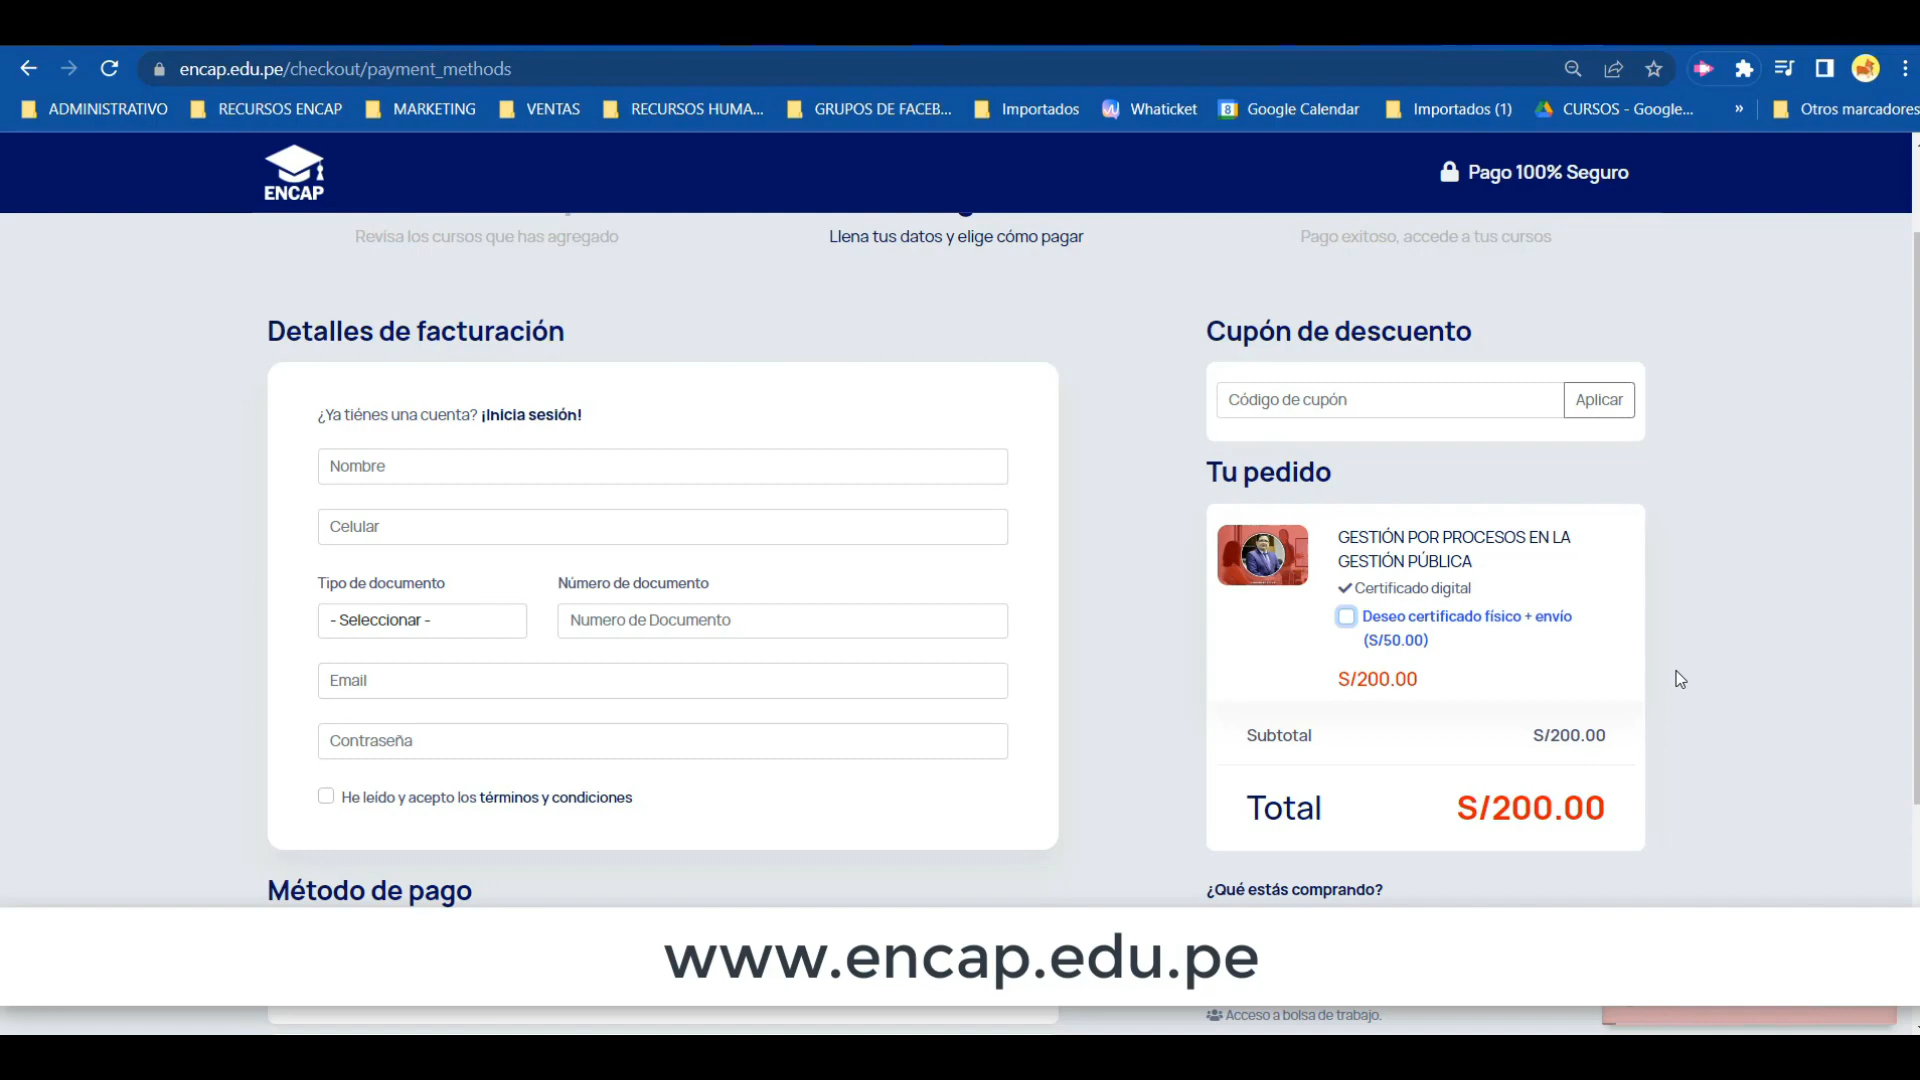 encap.edu.pe/checkout/payment_methods
ADMINISTRATIVO
RECURSOS ENCAP
MARKETING
VENTAS
RECURSOS HUMA...
GRUPOS DE FACEB...
Importados
Whaticket
8
Google Calendar
Importados (1)
CURSOS - Google...
»
Otros marcadores
ENCAP
Pago 100% Seguro
Revisa los cursos que has agregado
Llena tus datos y elige cómo pagar
Pago exitoso, accede a tus cursos
Detalles de facturación
¿Ya tiénes una cuenta? ¡Inicia sesión!
Nombre
Celular
Tipo de documento
Número de documento
- Seleccionar -
Numero de Documento
Email
Contraseña
He leído y acepto los términos y condiciones
Método de pago
Cupón de descuento
Código de cupón
Aplicar
Tu pedido
GESTIÓN POR PROCESOS EN LA
GESTIÓN PÚBLICA
Certificado digital
Deseo certificado físico + envío
(S/50.00)
S/200.00
Subtotal
S/200.00
Total
S/200.00
¿Qué estás comprando?
www.encap.edu.pe
Acceso a bolsa de trabajo.